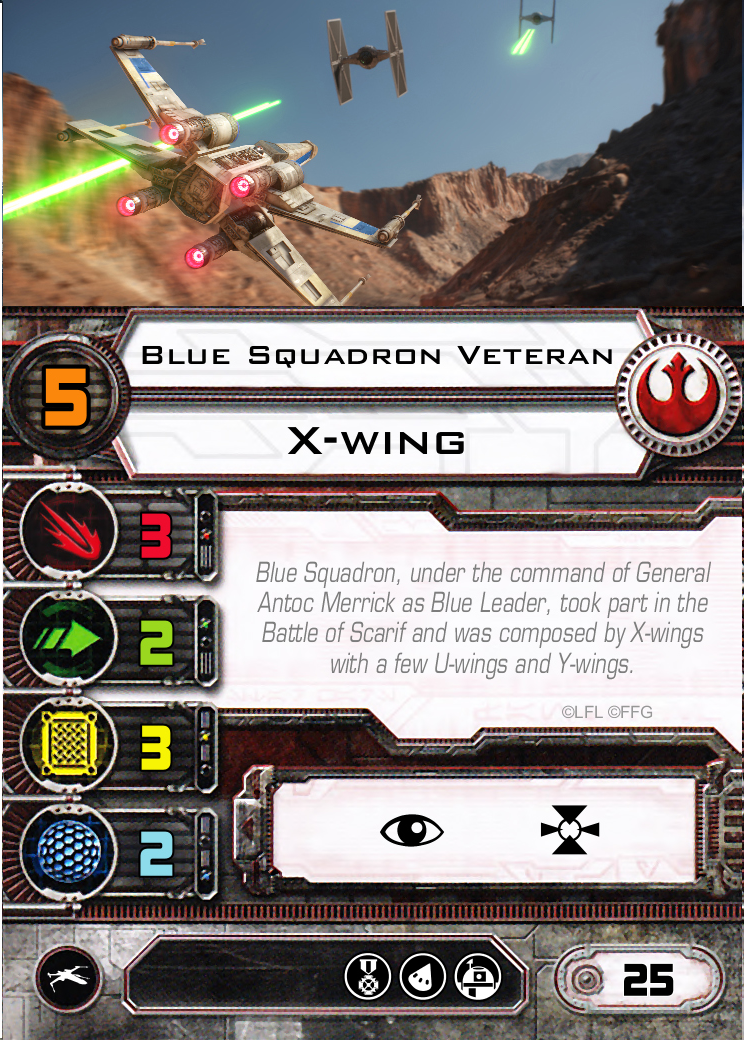 Blue Squadron Veteran
5
X-wing
3
Blue Squadron, under the command of General
Antoc Merrick as Blue Leader, took part in the
Battle of Scarif and was composed by X-wings
with a few U-wings and Y-wings.
2
©LFL ©FFG
3
2
25